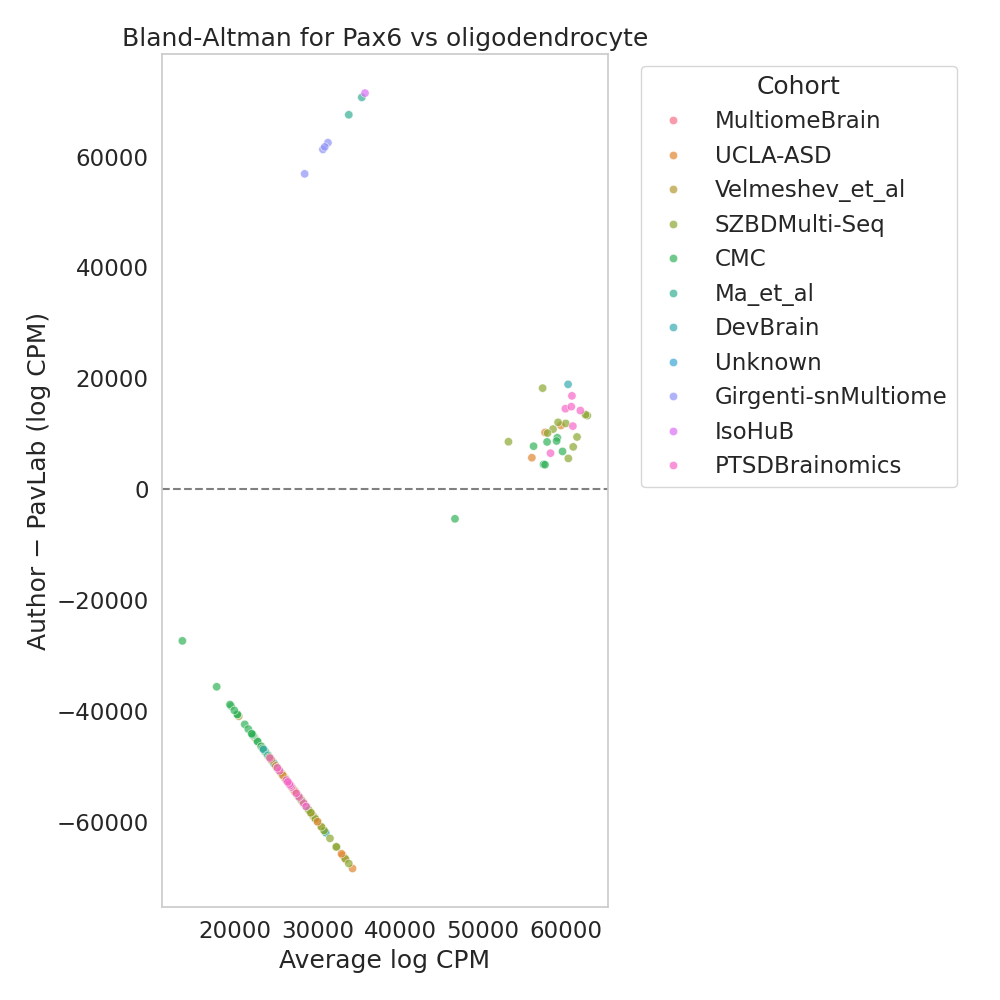 Bland-Altman for Pax6 vs oligodendrocyte
Author − PavLab (log CPM)
60000
40000
20000
0
−20000
−40000
−60000
20000 30000 40000 50000 60000
Average log CPM
Cohort
MultiomeBrain
UCLA-ASD
Velmeshev_et_al
SZBDMulti-Seq
CMC
Ma_et_al
DevBrain
Unknown
Girgenti-snMultiome
IsoHuB
PTSDBrainomics